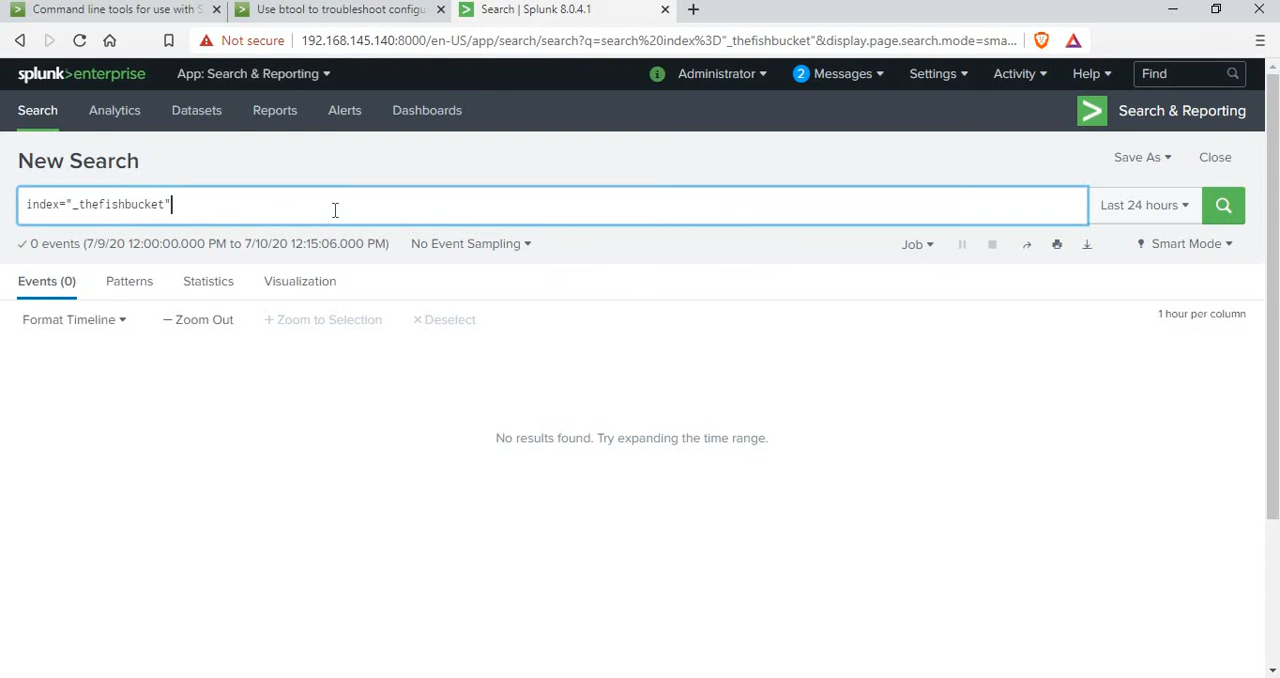 Command line tools for use with S
Use btool to troubleshoot configu
Search | Splunk 8.0.4.1
Not secure
192.168.145.140:8000/en-US/app/search/search?q=search%20index%3D"_thefishbucket"&display.page.search.mode=sma...
splunk>enterprise
App: Search & Reporting
i
Administrator
2
Messages
Settings
Activity
Help
Find
Search
Analytics
Datasets
Reports
Alerts
Dashboards
Search & Reporting
New Search
Save As
Close
index="_thefishbucket"
Last 24 hours
0 events (7/9/20 12:00:00.000 PM to 7/10/20 12:15:06.000 PM)
No Event Sampling
Job
Smart Mode
Events (0)
Patterns
Statistics
Visualization
Format Timeline
— Zoom Out
+ Zoom to Selection
× Deselect
1 hour per column
No results found. Try expanding the time range.